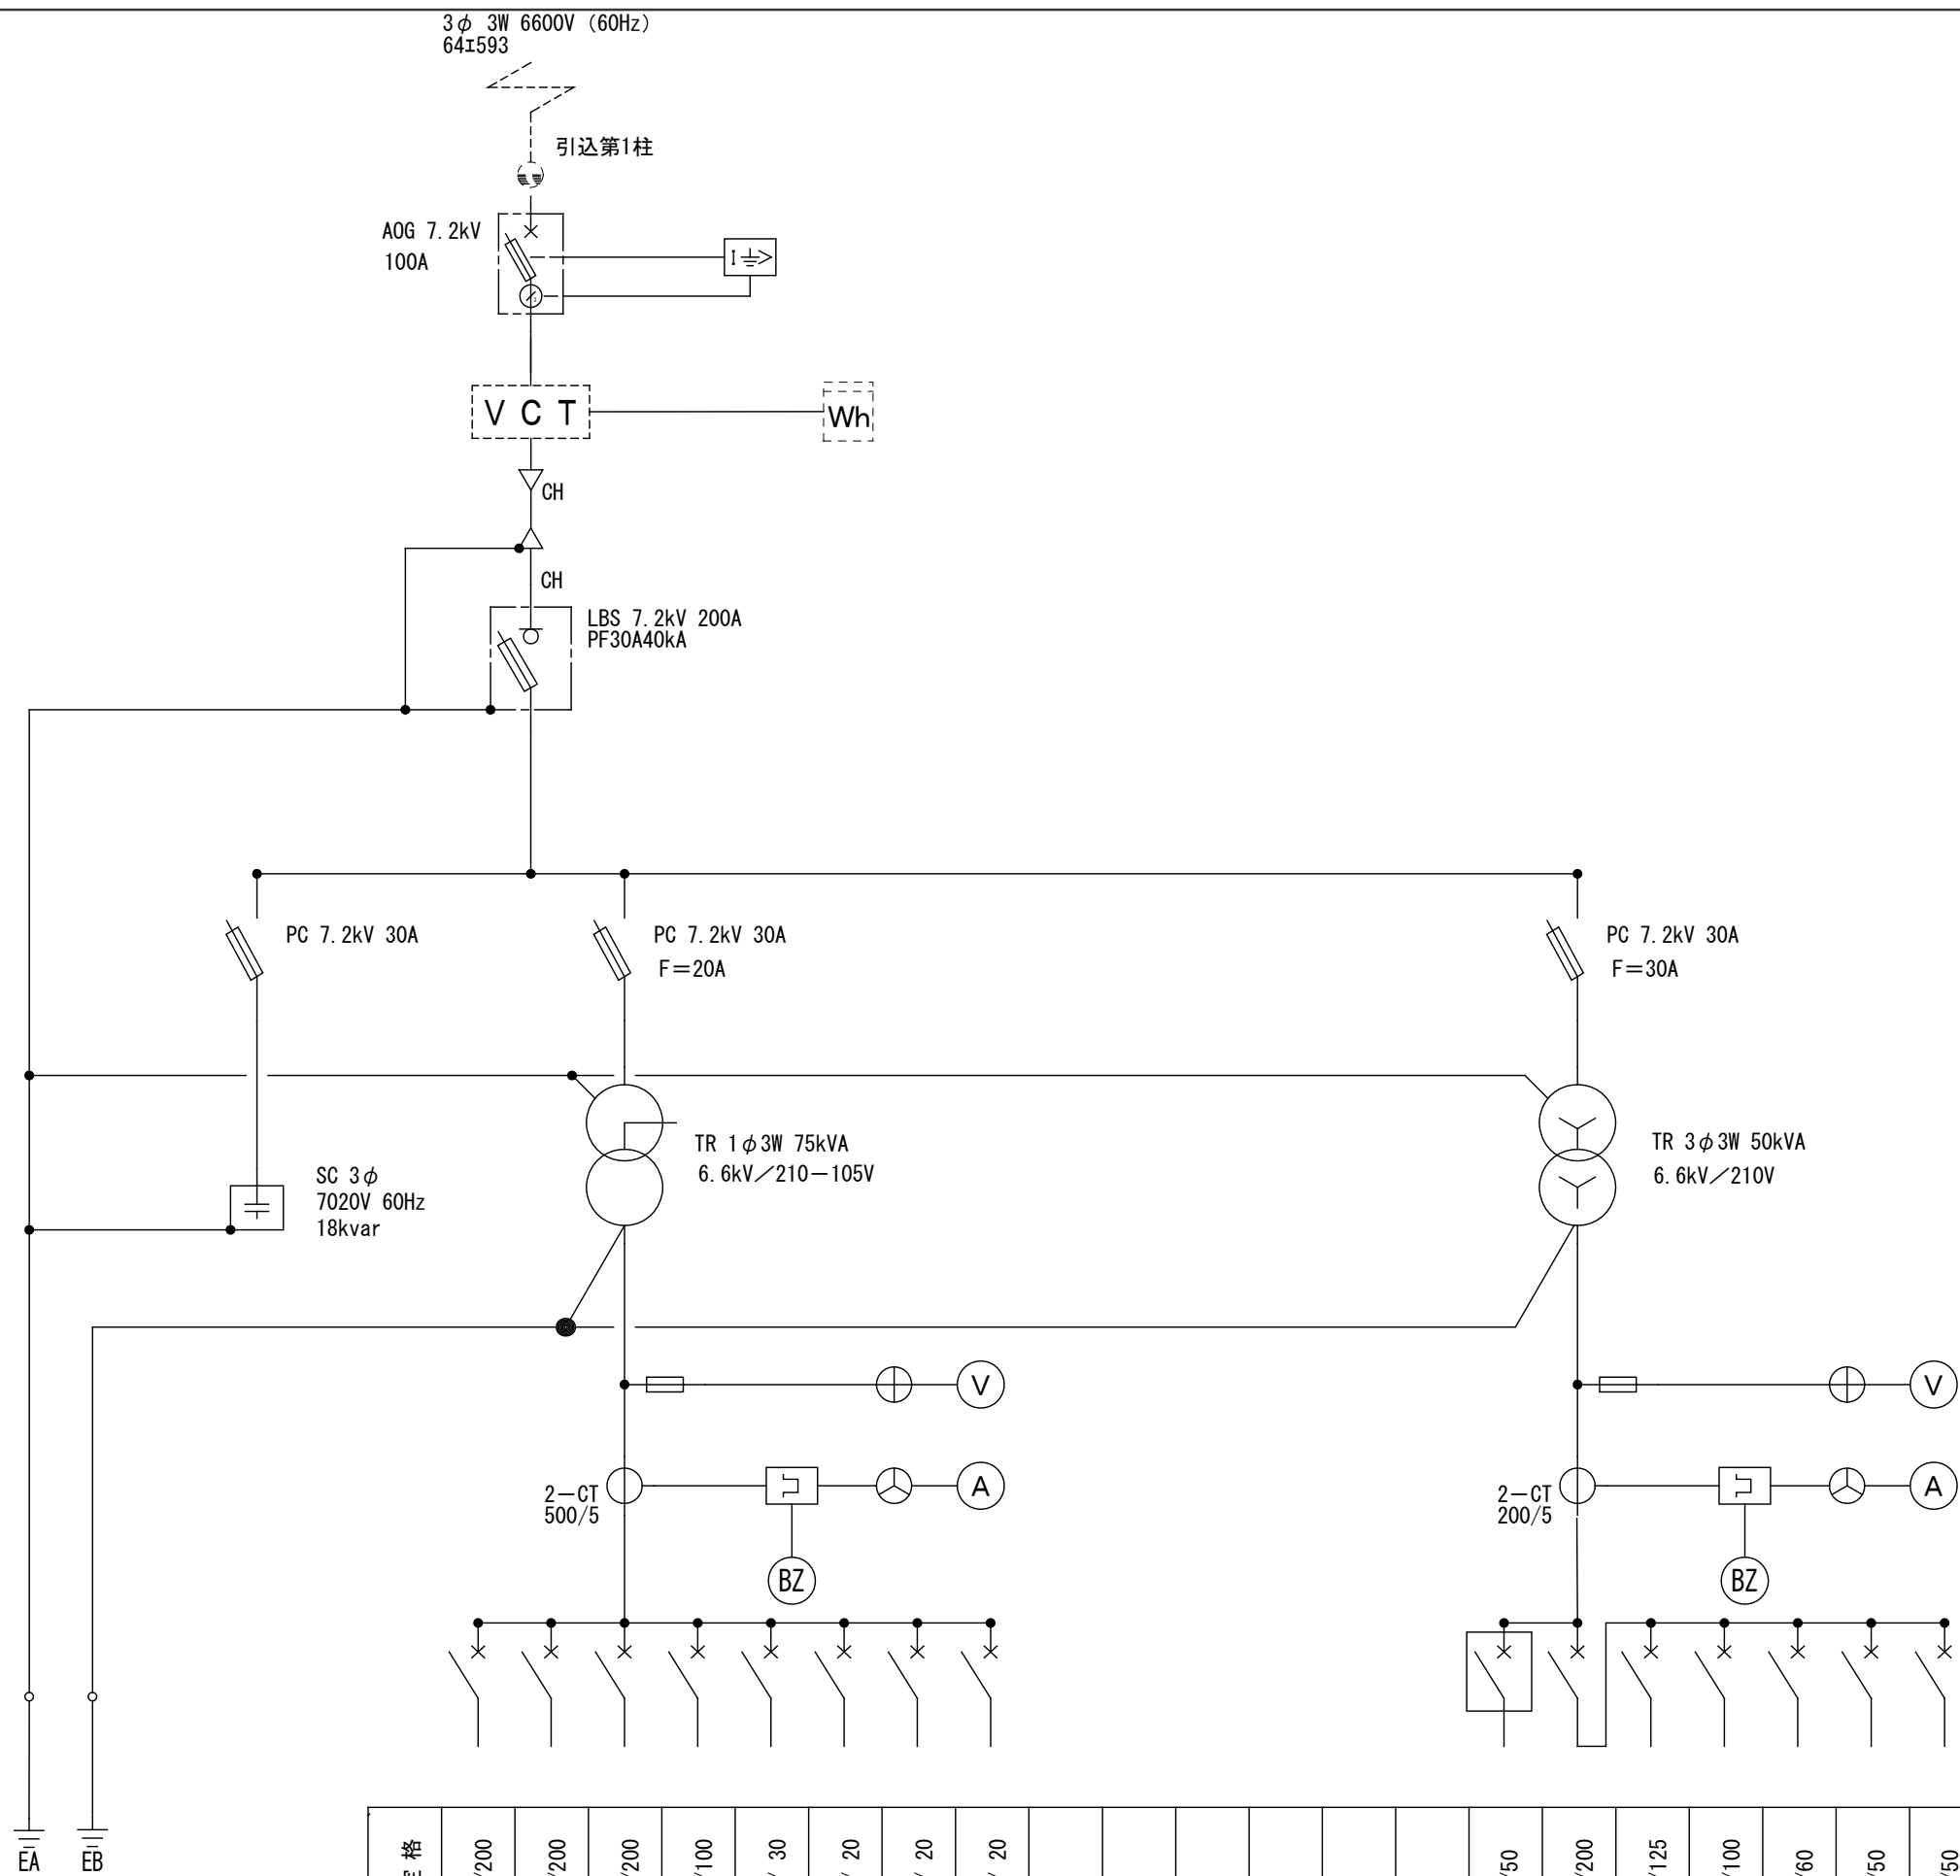 3φ 3W 6600V (60Hz)
64ｴ593
引込第1柱
AOG 7.2kV
100A
I
3
VCT
Wh
CH
CH
LBS 7.2kV 200A
PF30A40kA
PC 7.2kV 30A
PC 7.2kV 30A
F＝20A
PC 7.2kV 30A
F＝30A
TR 1φ3W 75kVA
6.6kV／210－105V
TR 3φ3W 50kVA
6.6kV／210V
SC 3φ
7020V 60Hz
18kvar
V
V
2－CT
500/5
A
2－CT
200/5
A
BZ
BZ
EA
EB
格
/200
/200
/200
/100
/ 30
/ 20
/ 20
/ 20
/50
/200
/125
/100
/60
/50
/50